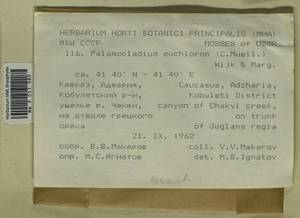 HERBARIUM HORTI BOTANICI PRINCIPALIS (MHA)
МХИ СССР MOSSES of USSR
116. Palamocladium euchloron (C.Muell.)
Wijk & Marg.
ca. 41 40 N - 41 40 E
Кавказ, Аджария, Caucasus, Adzharia,
Кобулетский р-н, Kobuleti District
ущелье р. Чакви, canyon of Chakvi creek,
на стволе грецкого on trunk
ореха of Juglans regia
21. IX. 1962
собр. В.В.Макаров coll. V.V.Makarov
опр. М.С.Игнатов det. M.S.Ignatov